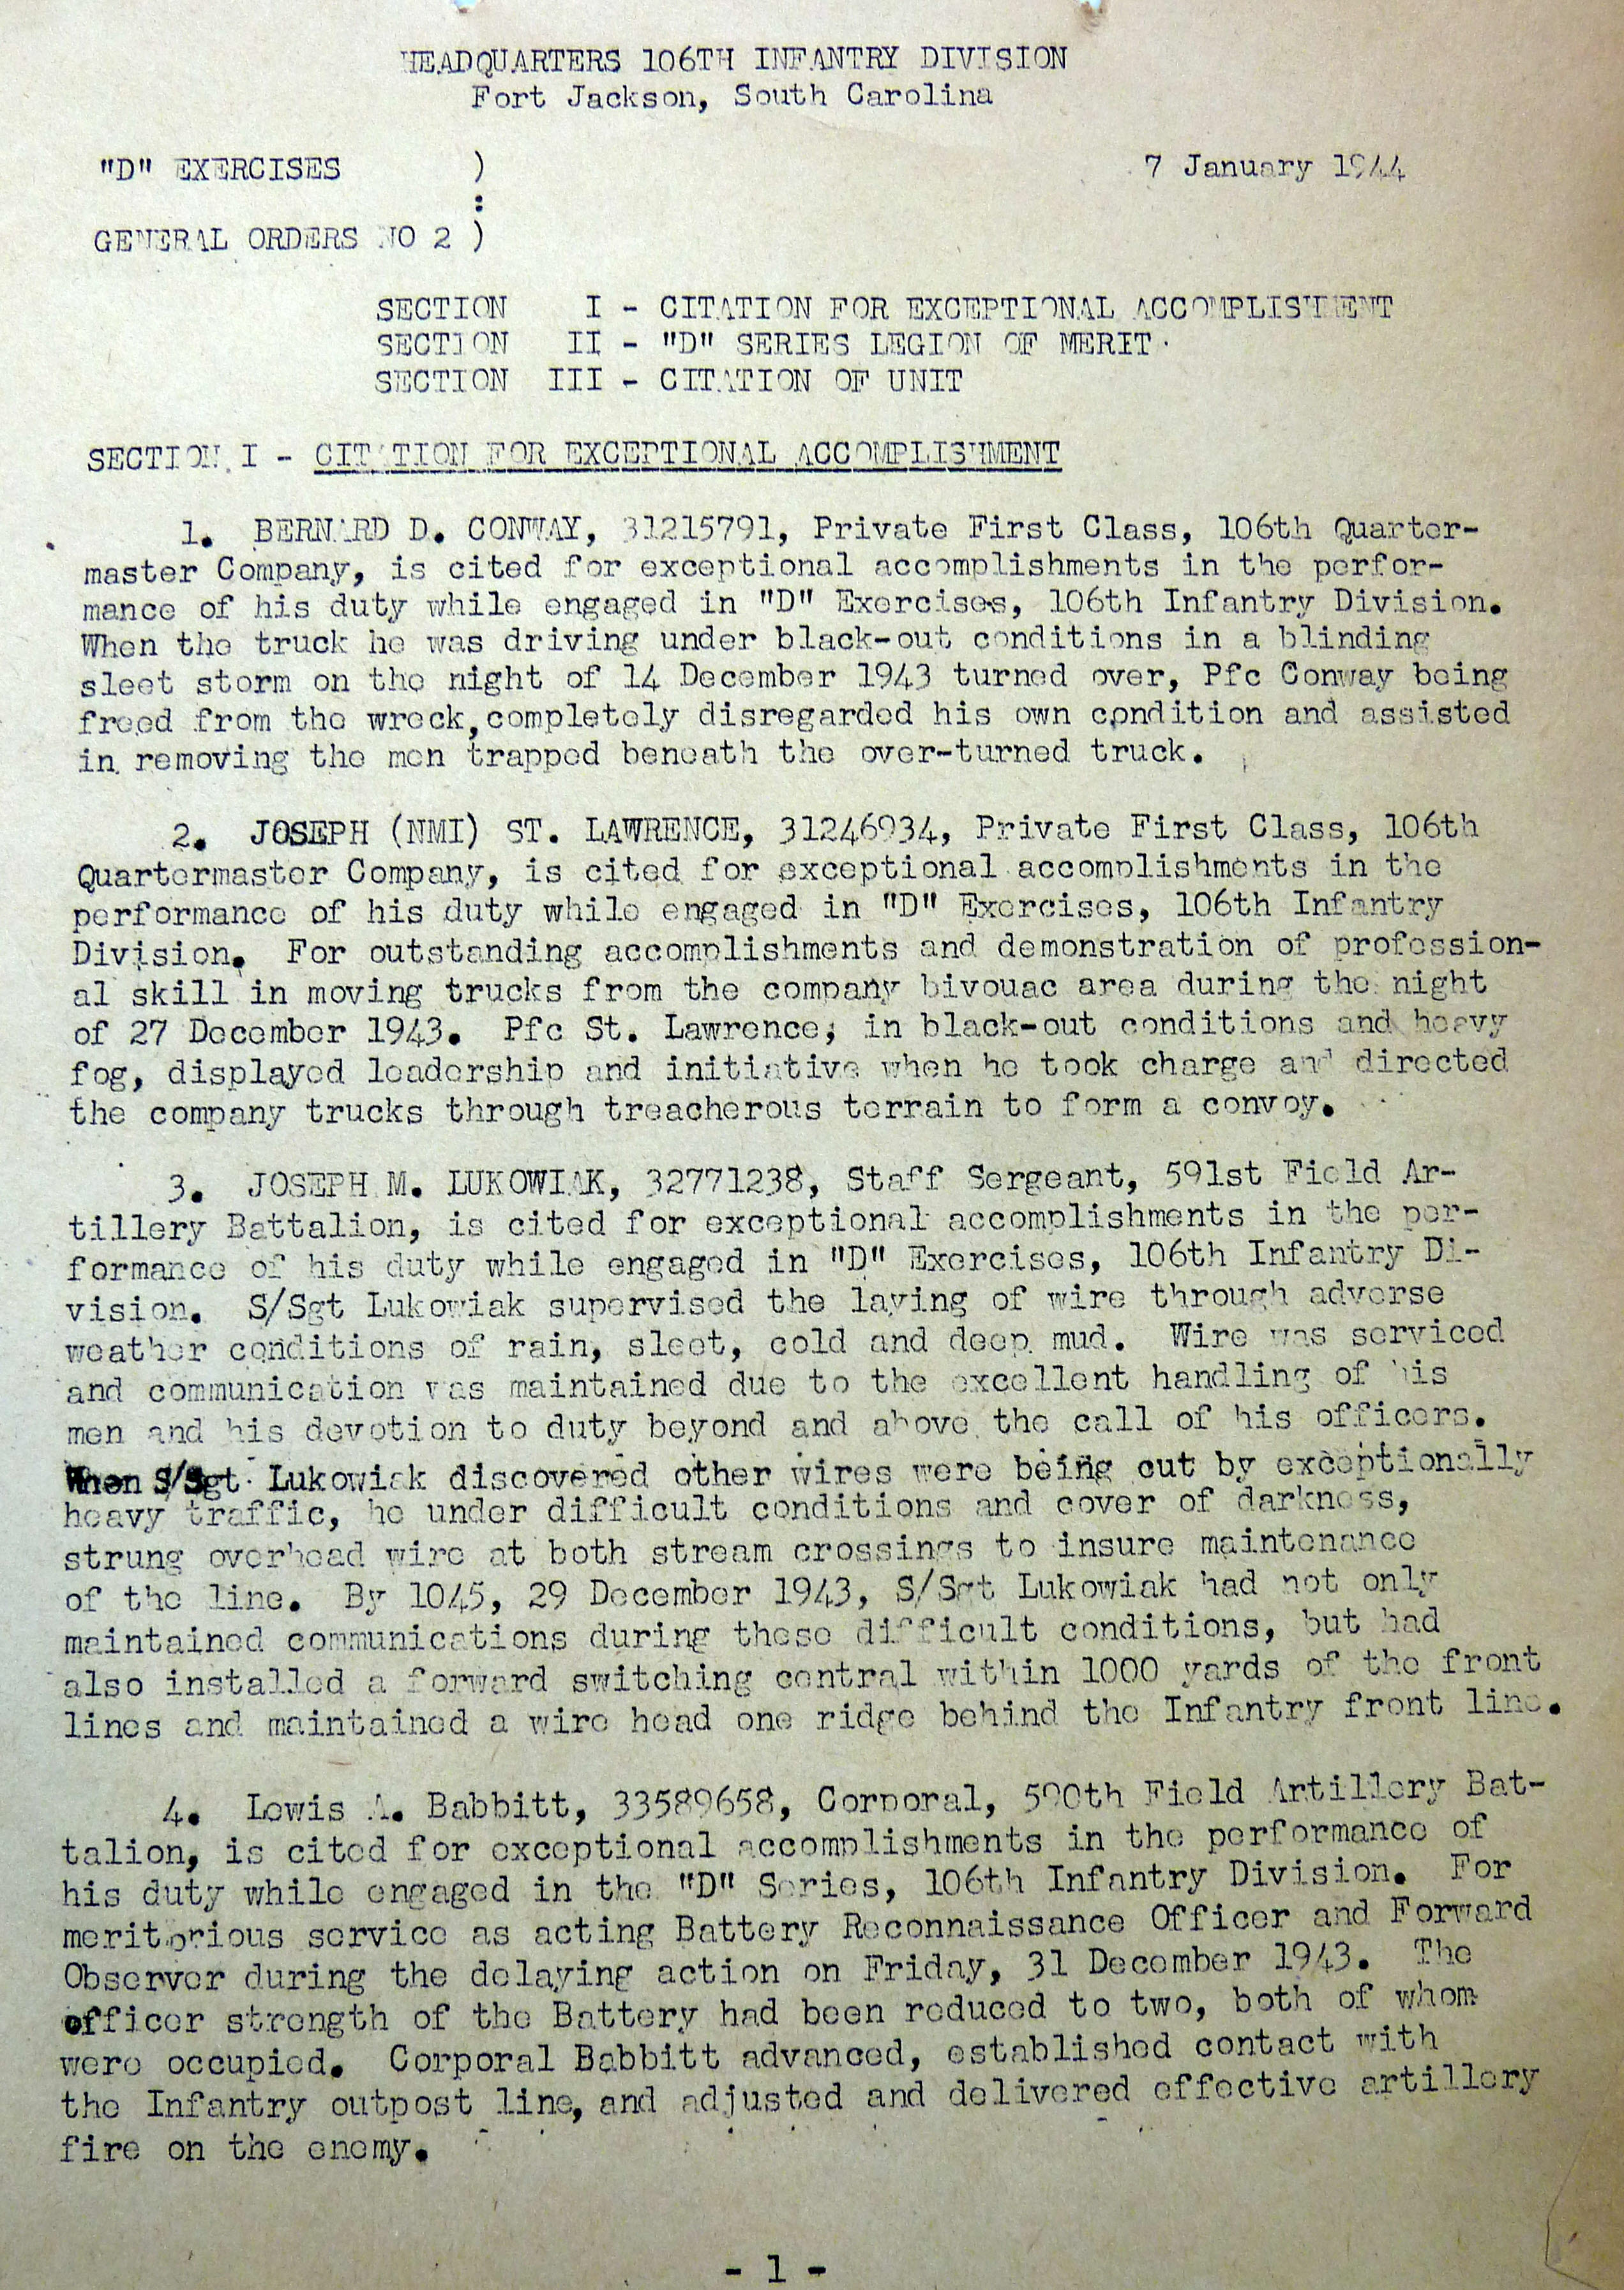 HEADQUARTERS 106TH INFANTRY DIVISION
Fort Jackson, South Carolina
"D" EXERCISES ) 7 January 1944
:
GENERAL ORDERS NO 2 )
SECTION I - CITATION FOR EXCEPTIONAL ACCOMPLISHMENT
SECTION II - "D" SERIES LEGION OF MERIT.
SECTION III - CITATION OF UNIT
SECTION I - CITATION FOR EXCEPTIONAL ACCOMPLISHMENT
1. BERNARD D. CONWAY, 31215791, Private First Class, 106th Quarter-
master Company, is cited for exceptional accomplishments in the perfor-
mance of his duty while engaged in "D" Exercises, 106th Infantry Division.
When the truck he was driving under black-out conditions in a blinding
sleet storm on the night of 14 December 1943 turned over, Pfc Conway being
freed from the wreck, completely disregarded his own condition and assisted
in removing the men trapped beneath the over-turned truck.
2. JOSEPH (NMI) ST. LAWRENCE, 31246934, Private First Class, 106th
Quartermaster Company, is cited for exceptional accomplishments in the
performance of his duty while engaged in "D" Exercises, 106th Infantry
Division. For outstanding accomplishments and demonstration of profession-
al skill in moving trucks from the company bivouac area during the night
of 27 December 1943. Pfc St. Lawrence, in black-out conditions and heavy
fog, displayed leadership and initiative when he took charge and directed
the company trucks through treacherous terrain to form a convoy.
3. JOSEPH M. LUKOWIAK, 32771238, Staff Sergeant, 591st Field Ar-
tillery Battalion, is cited for exceptional accomplishments in the per-
formance of his duty while engaged in "D" Exercises, 106th Infantry Di-
vision. S/Sgt Lukowiak supervised the laying of wire through adverse
weather conditions of rain, sleet, cold and deep mud. Wire was serviced
and communication was maintained due to the excellent handling of his
men and his devotion to duty beyond and above the call of his officers.
When S/Sgt Lukowiak discovered other wires were being cut by exceptionally
heavy traffic, he under difficult conditions and cover of darkness,
strung overhead wire at both stream crossings to insure maintenance
of the line. By 1045, 29 December 1943, S/Sgt Lukowiak had not only
maintained communications during these difficult conditions, but had
also installed a forward switching central within 1000 yards of the front
lines and maintained a wire head one ridge behind the Infantry front line.
4. Lewis A. Babbitt, 33589658, Corporal, 590th Field Artillery Bat-
talion, is cited for exceptional accomplishments in the performance of
his duty while engaged in the "D" Series, 106th Infantry Division. For
meritorious service as acting Battery Reconnaissance Officer and Forward
Observer during the delaying action on Friday, 31 December 1943. The
officer strength of the Battery had been reduced to two, both of whom
were occupied. Corporal Babbitt advanced, established contact with
the Infantry outpost line, and adjusted and delivered effective artillery
fire on the enemy.
- 1 -